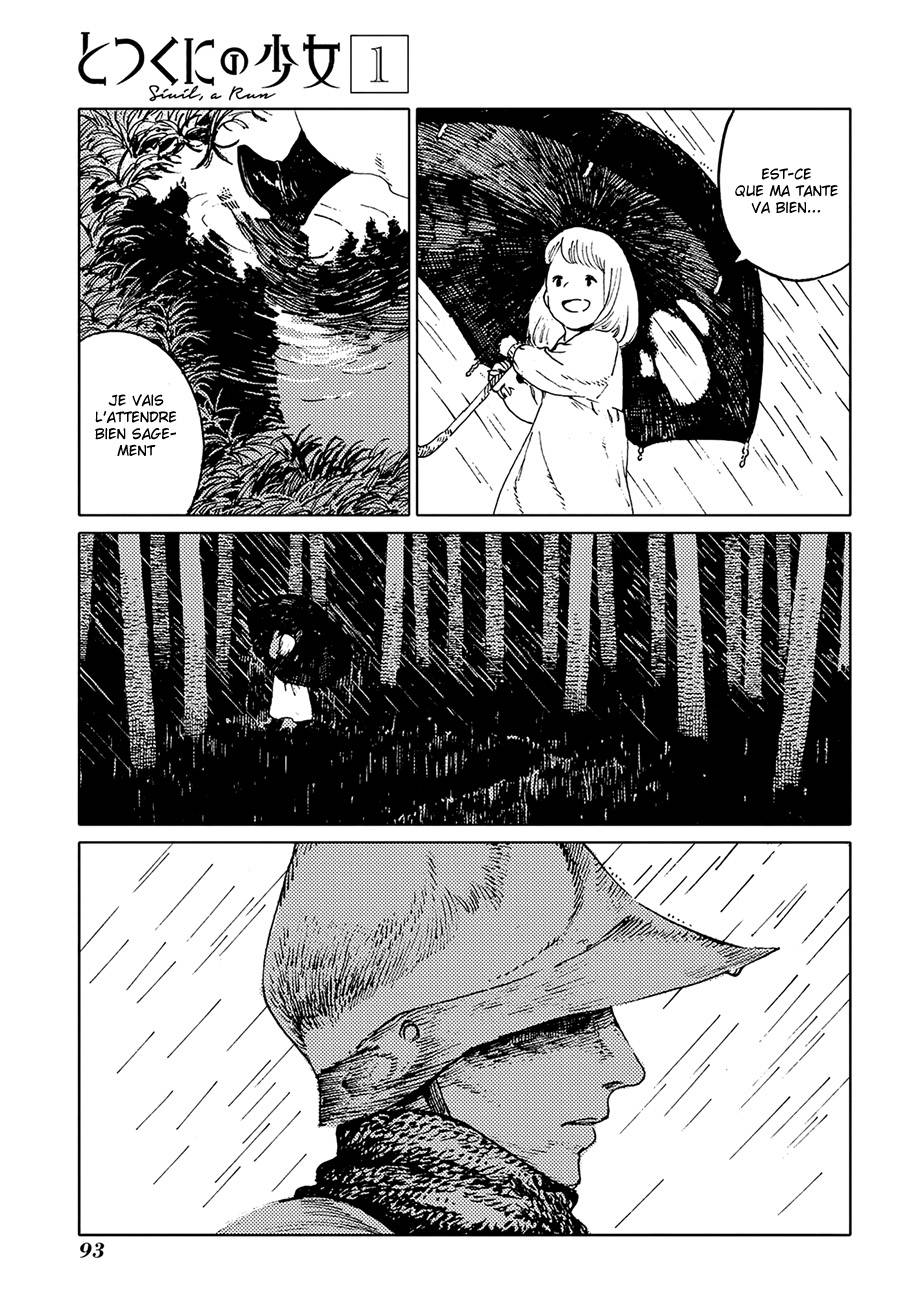 とつくにの少女 1
Siúil, a Rún
EST-CE
QUE MA TANTE
VA BIEN...
JE VAIS
L'ATTENDRE
BIEN SAGE-
MENT
93